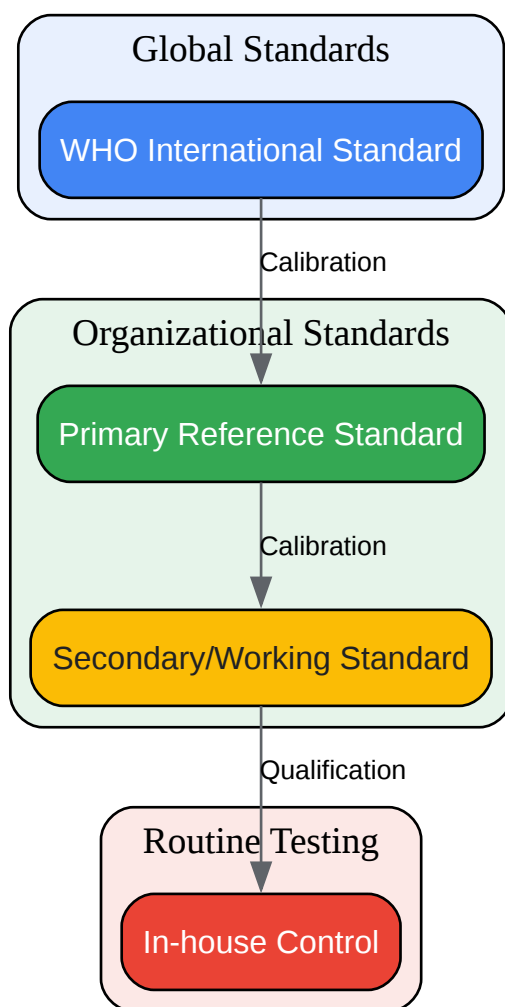 Global Standards
WHO International Standard
Calibration
Organizational Standards
Primary Reference Standard
Calibration
Secondary/Working Standard
Qualification
Routine Testing
In-house Control